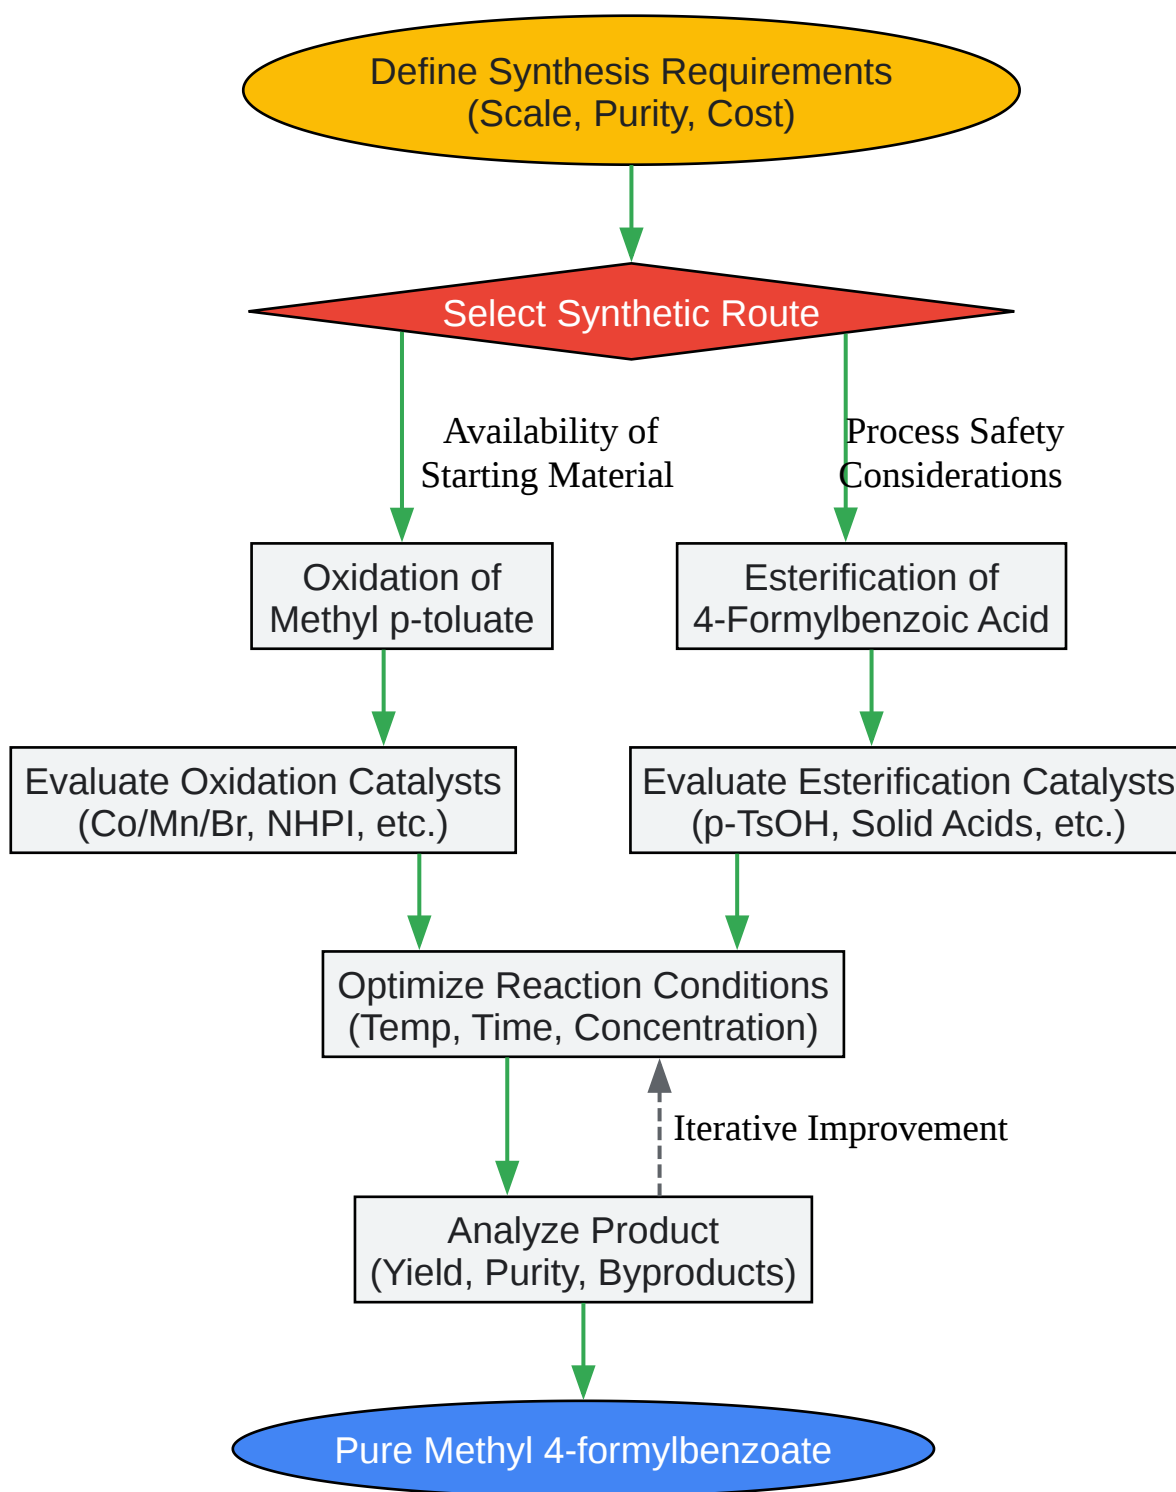 Define Synthesis Requirements
(Scale, Purity, Cost)
Select Synthetic Route
Availability of
Starting Material
Process Safety
Considerations
Oxidation of
Methyl p-toluate
Esterification of
4-Formylbenzoic Acid
Evaluate Oxidation Catalysts
(Co/Mn/Br, NHPI, etc.)
Evaluate Esterification Catalysts
(p-TsOH, Solid Acids, etc.)
Optimize Reaction Conditions
(Temp, Time, Concentration)
Iterative Improvement
Analyze Product
(Yield, Purity, Byproducts)
Pure Methyl 4-formylbenzoate